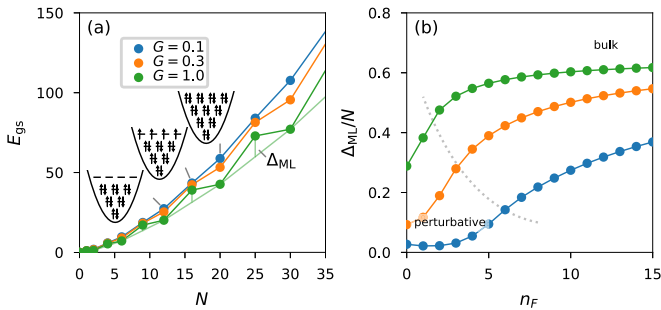 (a)
G = 0.1
G = 0.3
G = 1.0
Δ_ML
E_gs
150
100
50
0
0 5 10 15 20 25 30 35
N
(b)
bulk
perturbative
Δ_ML/N
0.8
0.6
0.4
0.2
0.0
0 5 10 15
n_F